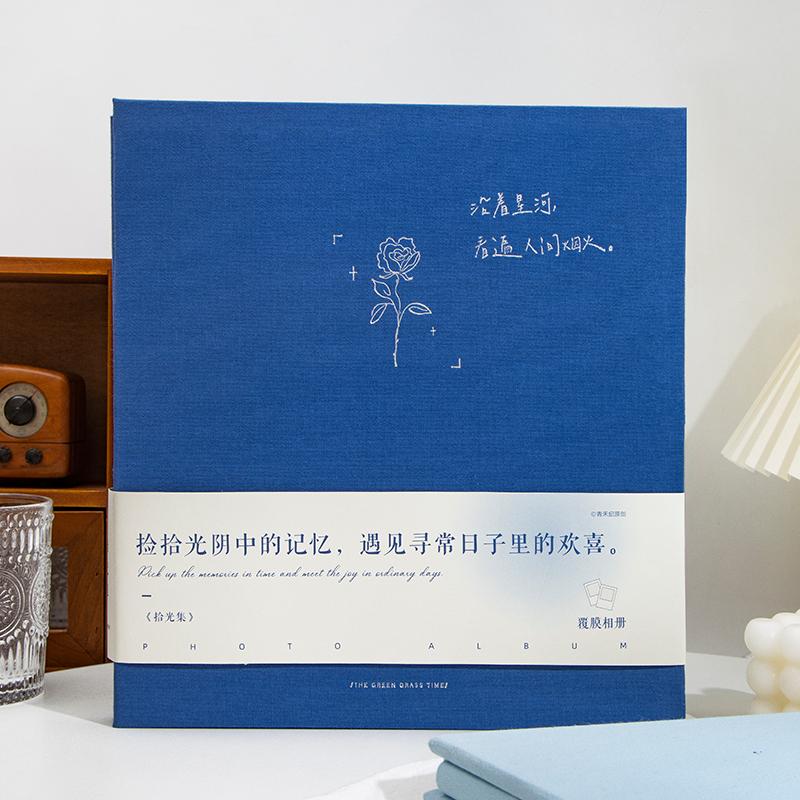 沿着星河,
看遍人间烟火。
©青禾纪原创
捡拾光阴中的记忆，遇见寻常日子里的欢喜。
Pick up the memories in time and meet the joy in ordinary days.
《拾光集》
覆膜相册
PHOTO ALBUM
/THE GREEN GRASS TIME/